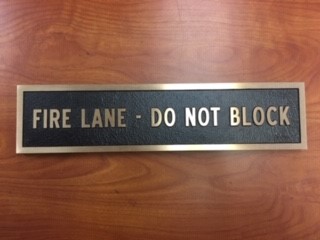 FIRE LANE - DO NOT BLOCK